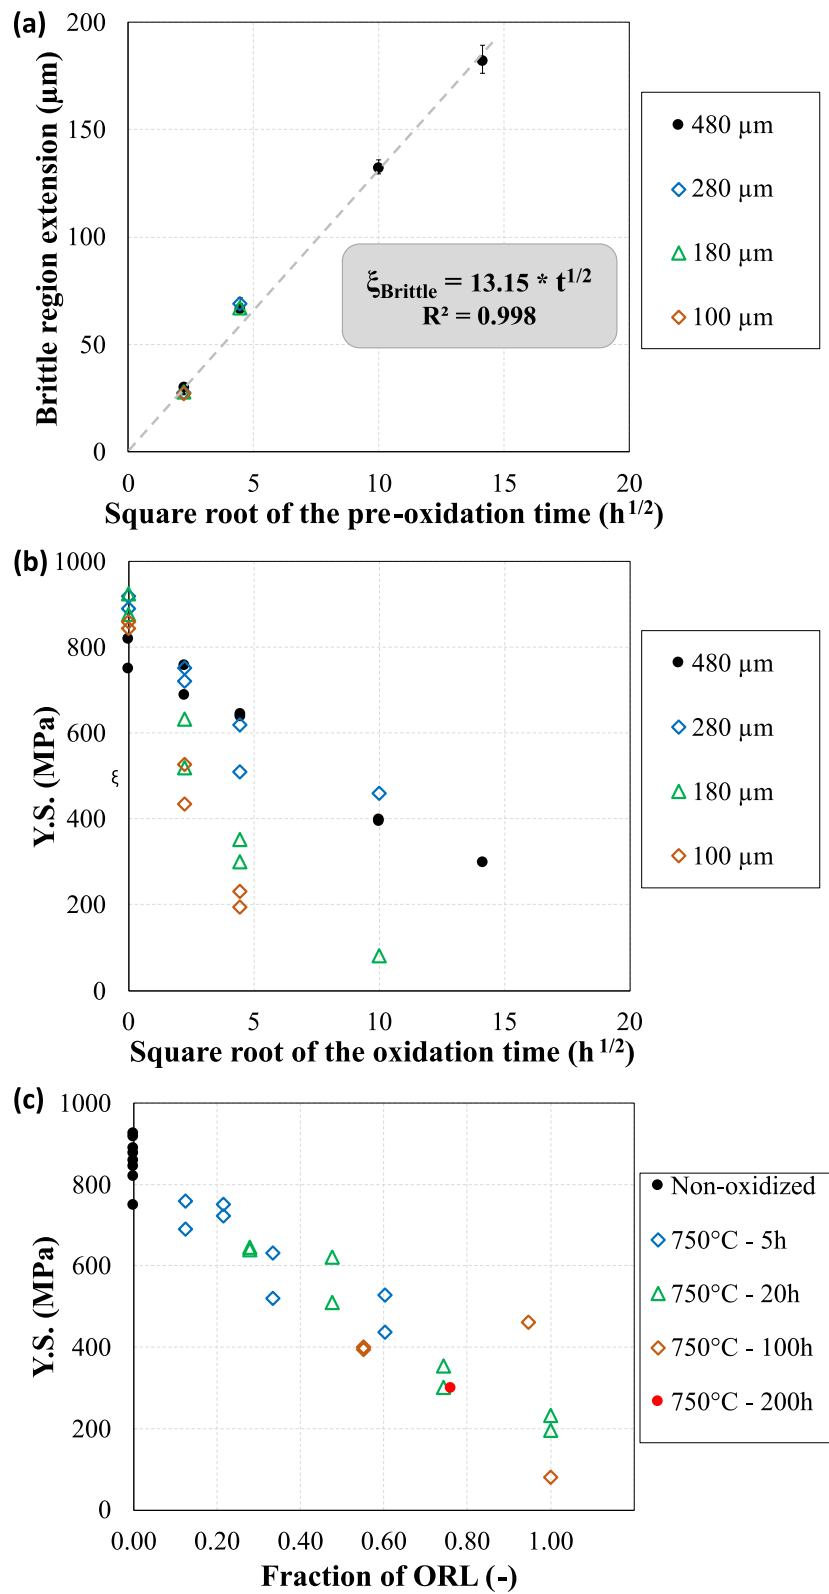 (a)
200
150
100
50
0
Brittle region extension (µm)
ξBrittle = 13.15 * t1/2
R² = 0.998
0 5 10 15 20
Square root of the pre-oxidation time (h1/2)
480 µm
280 µm
180 µm
100 µm
(b)
1000
800
600
400
200
0
Y.S. (MPa)
ξ
0 5 10 15 20
Square root of the oxidation time (h1/2)
480 µm
280 µm
180 µm
100 µm
(c)
1000
800
600
400
200
0
Y.S. (MPa)
0.00 0.20 0.40 0.60 0.80 1.00
Fraction of ORL (-)
Non-oxidized
750°C - 5h
750°C - 20h
750°C - 100h
750°C - 200h